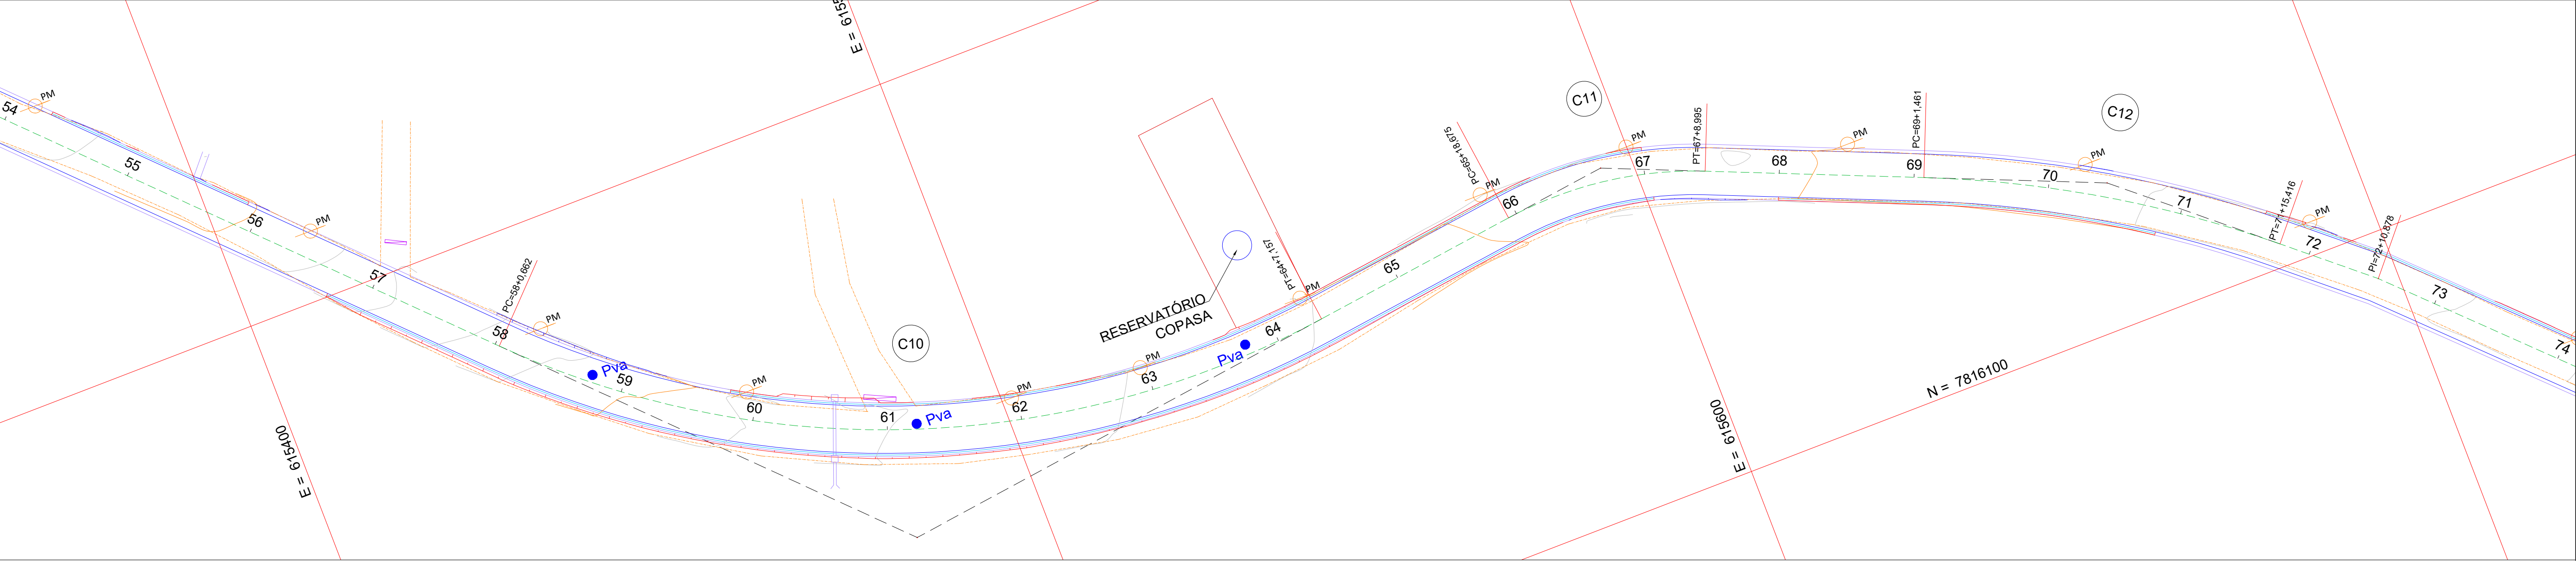 54
PM
55
56
PM
57
E = 615400
PC=58+0,662
58
PM
Pva
59
PM
60
E = 615
C10
61
Pva
PM
62
PM
63
RESERVATÓRIO
COPASA
Pva
64
PT=64+7,157
PM
65
PC=65+18,675
PM
66
C11
PM
67
PT=67+8,995
E = 615600
68
PM
PC=69+1,461
69
N = 7816100
C12
PM
70
71
PT=71+15,416
PM
72
PI=72+10,878
73
74